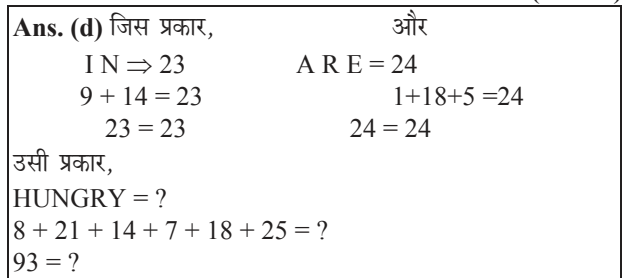 Ans. (d) जिस प्रकार, और
I N ⇒ 23 A R E = 24
9 + 14 = 23 1+18+5 =24
23 = 23 24 = 24
उसी प्रकार,
HUNGRY = ?
8 + 21 + 14 + 7 + 18 + 25 = ?
93 = ?